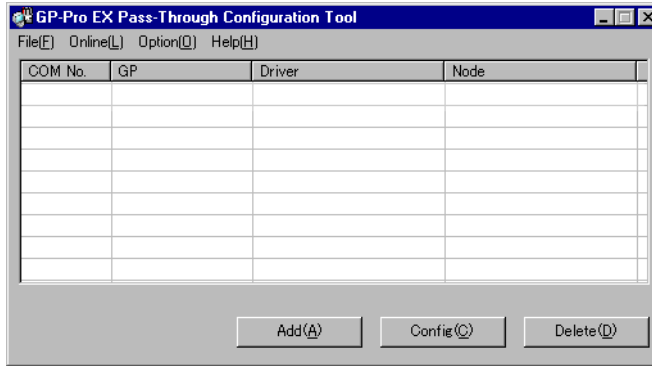 GP-Pro EX Pass-Through Configuration Tool
File(F) Online(L) Option(O) Help(H)
COM No. GP Driver Node
Add(A) Config(C) Delete(D)